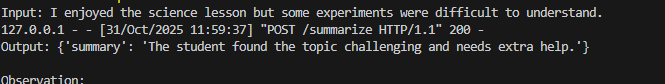 Input: I enjoyed the science lesson but some experiments were difficult to understand.
127.0.0.1 - - [31/Oct/2025 11:59:37] "POST /summarize HTTP/1.1" 200 -
Output: {'summary': 'The student found the topic challenging and needs extra help.'}
Observation: